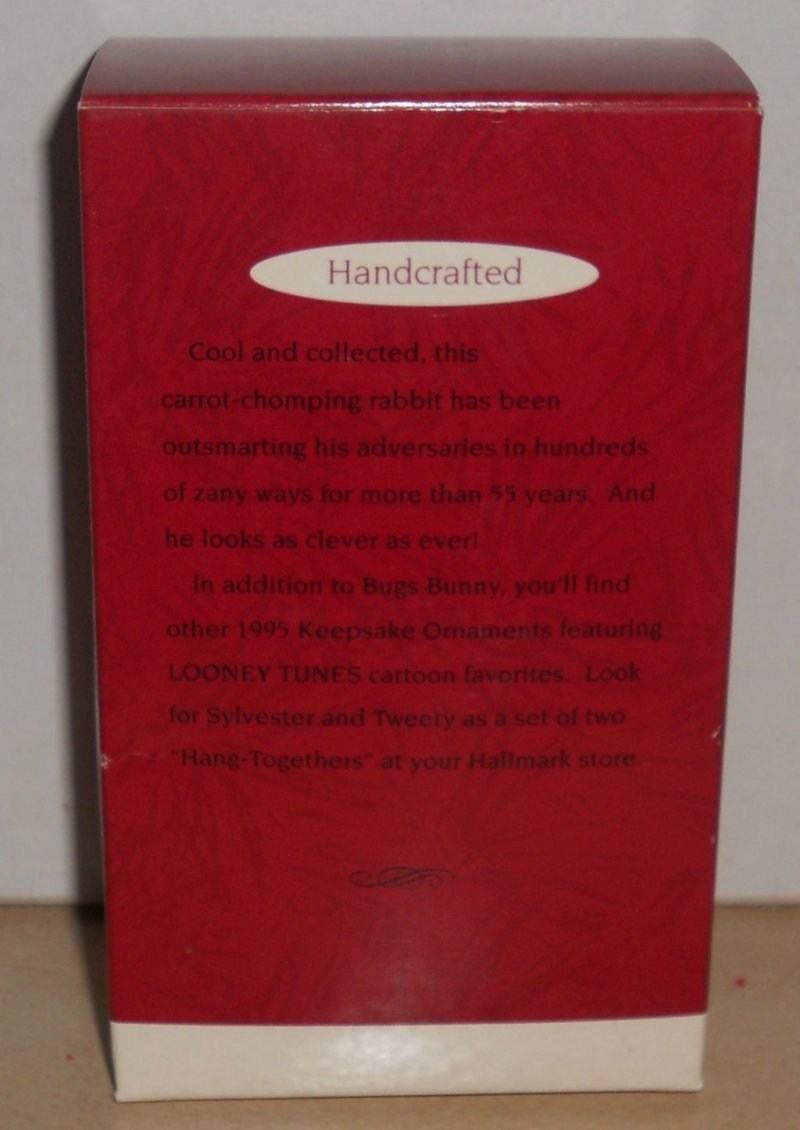 Handcrafted
Cool and collected, this
carrot-chomping rabbit has been
outsmarting his adversaries in hundreds
of zany ways for more than 55 years. And
he looks as clever as ever!
In addition to Bugs Bunny, you'll find
other 1995 Keepsake Ornaments featuring
LOONEY TUNES cartoon favorites. Look
for Sylvester and Tweety as a set of two
"Hang-Togethers" at your Hallmark store.